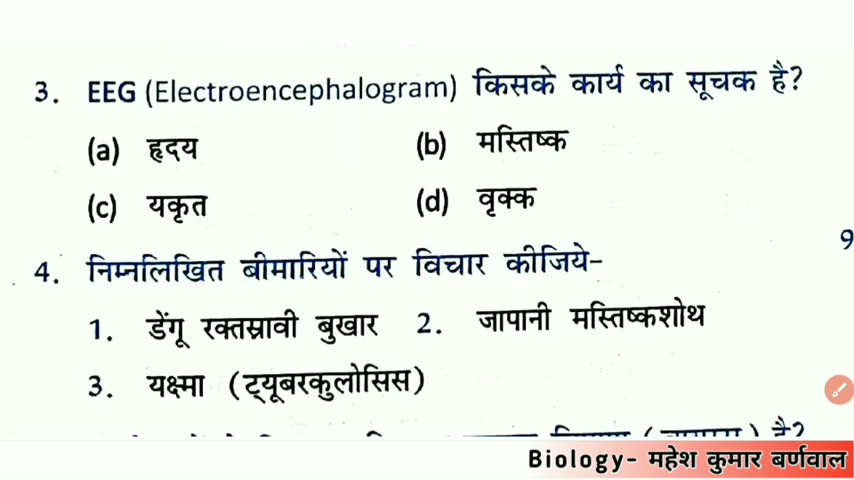 3. EEG (Electroencephalogram) किसके कार्य का सूचक है?
(a) हृदय (b) मस्तिष्क
(c) यकृत (d) वृक्क
9
4. निम्नलिखित बीमारियों पर विचार कीजिये-
1. डेंगू रक्तस्रावी बुखार 2. जापानी मस्तिष्कशोथ
3. यक्ष्मा (ट्यूबरकुलोसिस)
है?
Biology- महेश कुमार बर्णवाल